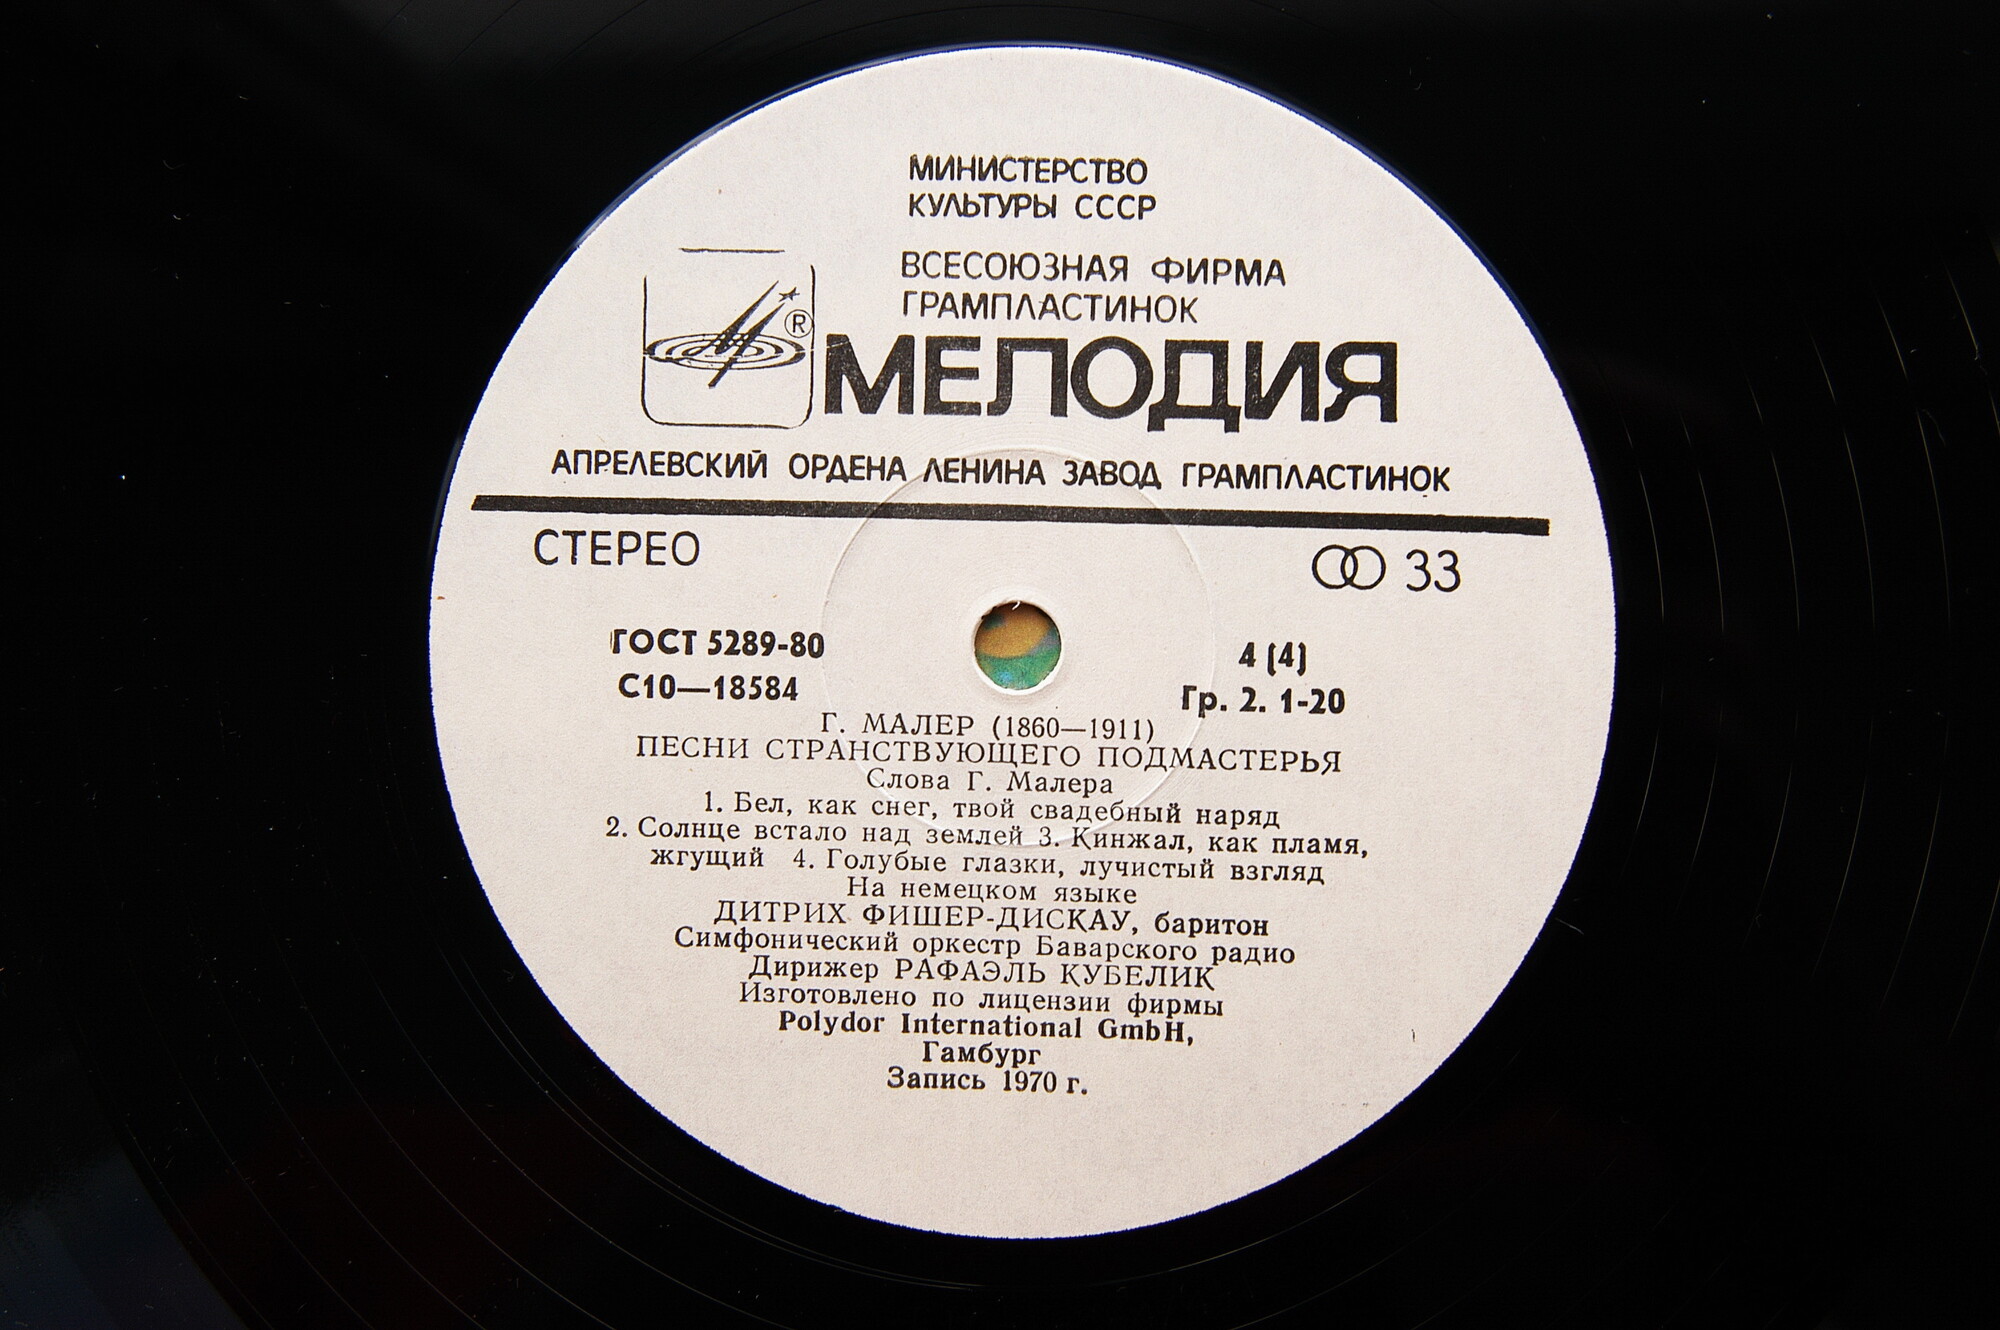 МИНИСТЕРСТВО
КУЛЬТУРЫ СССР
ВСЕСОЮЗНАЯ ФИРМА
ГРАМПЛАСТИНОК
®
МЕЛОДИЯ
АПРЕЛЕВСКИЙ ОРДЕНА ЛЕНИНА ЗАВОД ГРАМПЛАСТИНОК
СТЕРЕО
33
ГОСТ 5289-80
С10—18584
4 (4)
Гр. 2. 1-20
Г. МАЛЕР (1860—1911)
ПЕСНИ СТРАНСТВУЮЩЕГО ПОДМАСТЕРЬЯ
Слова Г. Малера
1. Бел, как снег, твой свадебный наряд
2. Солнце встало над землей 3. Кинжал, как пламя,
жгущий 4. Голубые глазки, лучистый взгляд
На немецком языке
ДИТРИХ ФИШЕР-ДИСКАУ, баритон
Симфонический оркестр Баварского радио
Дирижер РАФАЭЛЬ КУБЕЛИК
Изготовлено по лицензии фирмы
Polydor International GmbH,
Гамбург
Запись 1970 г.